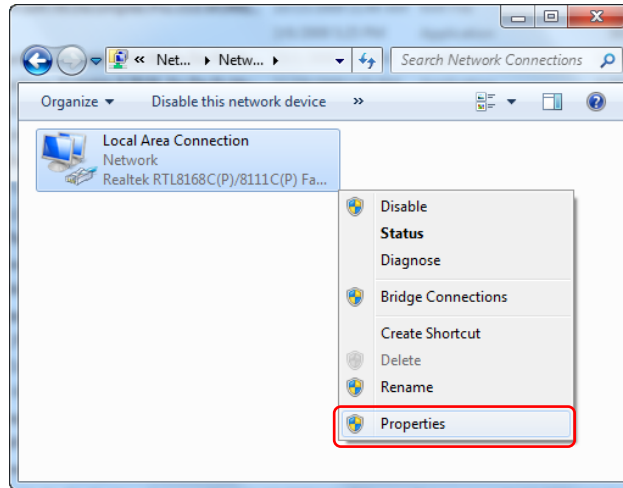 « Net... Netw...
Search Network Connections
Organize Disable this network device »
Local Area Connection
Network
Realtek RTL8168C(P)/8111C(P) Fa...
Disable
Status
Diagnose
Bridge Connections
Create Shortcut
Delete
Rename
Properties